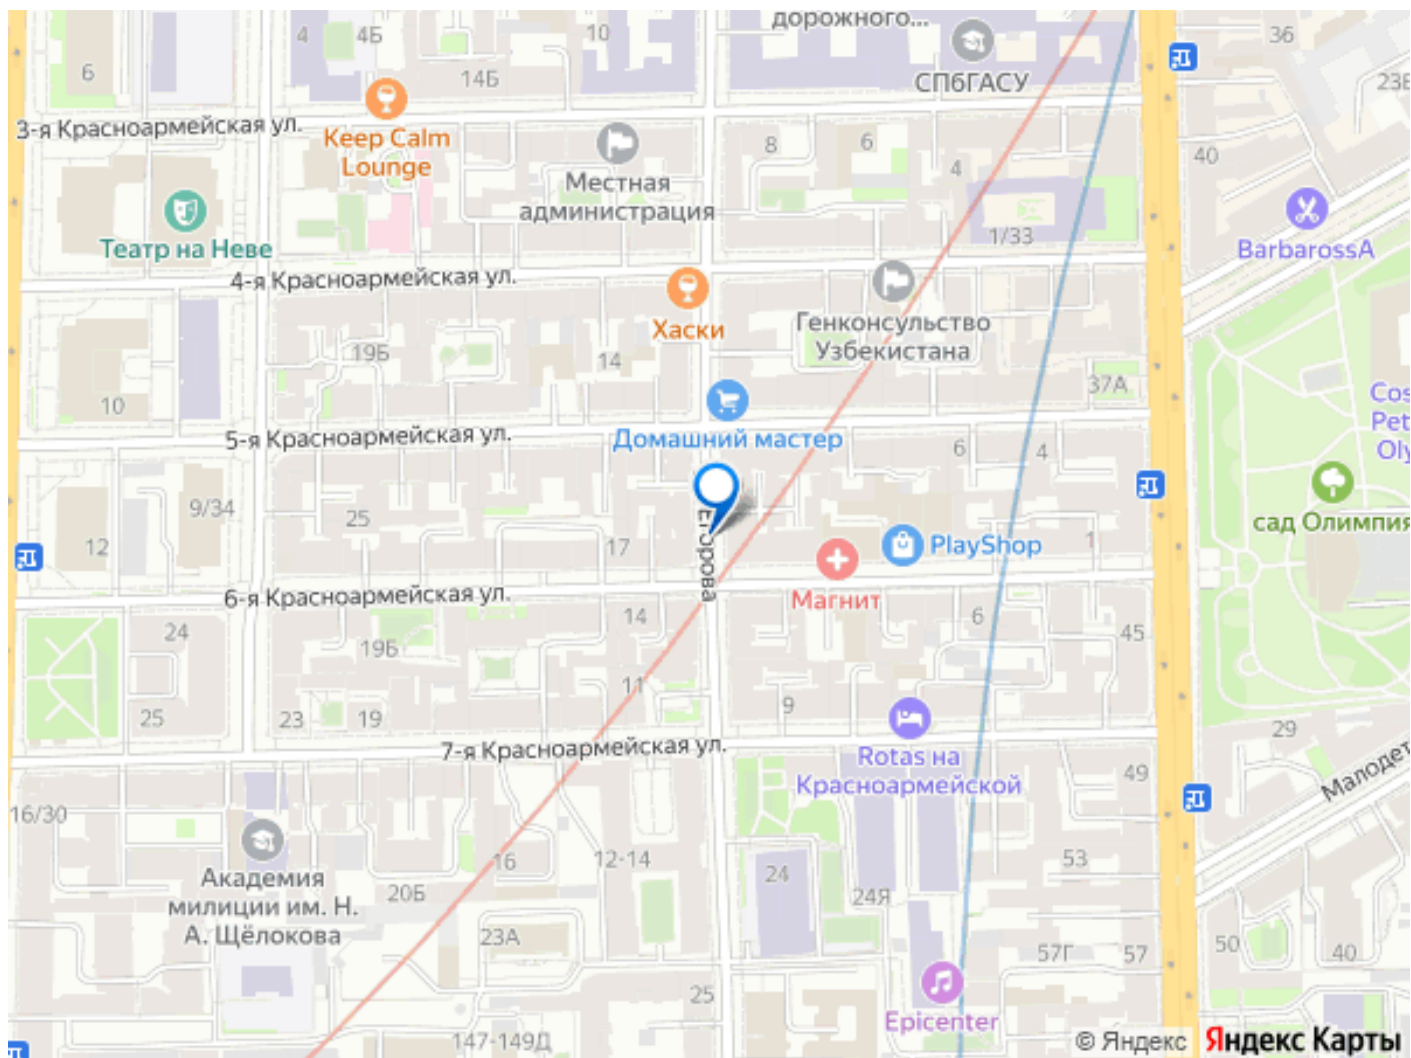 дорожного...
4
4Б
10
36
6
14Б
СПбГАСУ
3-я Красноармейская ул.
Keep Calm
Lounge
8
6
4
40
Местная
администрация
Театр на Неве
1/33
BarbarossA
4-я Красноармейская ул.
Хаски
Генконсульство
Узбекистана
19Б
14
37А
10
5-я Красноармейская ул.
Домашний мастер
6
4
9/34
25
17
12
Егорова
PlayShop
1
сад Олимпия
6-я Красноармейская ул.
Магнит
24
19Б
14
6
45
11
25
23
19
9
29
7-я Красноармейская ул.
Rotas на
Красноармейской
49
Малодет
16/30
16
12-14
53
Академия
милиции им. Н.
А. Щёлокова
20Б
24
24Я
23А
57Г
57
50
40
25
Epicenter
147-149Д
© Яндекс Яндекс Карты